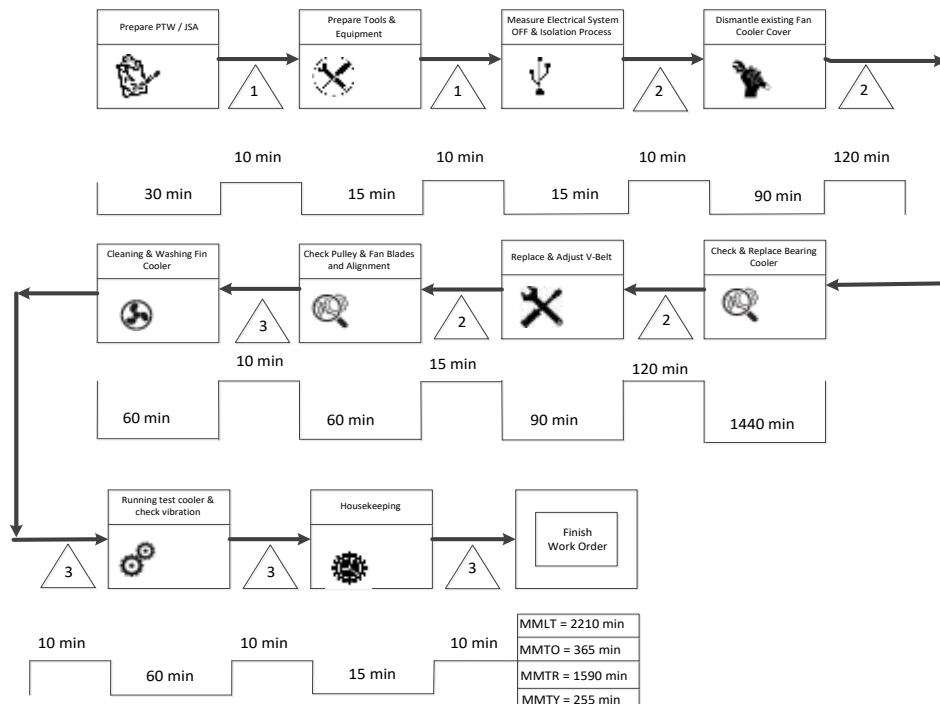 Prepare PTW / JSA
Prepare Tools &
Equipment
Measure Electrical System
OFF & Isolation Process
Dismantle existing Fan
Cooler Cover
1
1
2
2
10 min
10 min
10 min
120 min
30 min
15 min
15 min
90 min
Cleaning & Washing Fin
Cooler
Check Pulley & Fan Blades
and Alignment
Replace & Adjust V-Belt
Check & Replace Bearing
Cooler
3
2
2
10 min
15 min
120 min
60 min
60 min
90 min
1440 min
Running test cooler &
check vibration
Housekeeping
Finish
Work Order
3
3
3
10 min
10 min
10 min
60 min
15 min
MMLT = 2210 min
MMTO = 365 min
MMTR = 1590 min
MMTY = 255 min